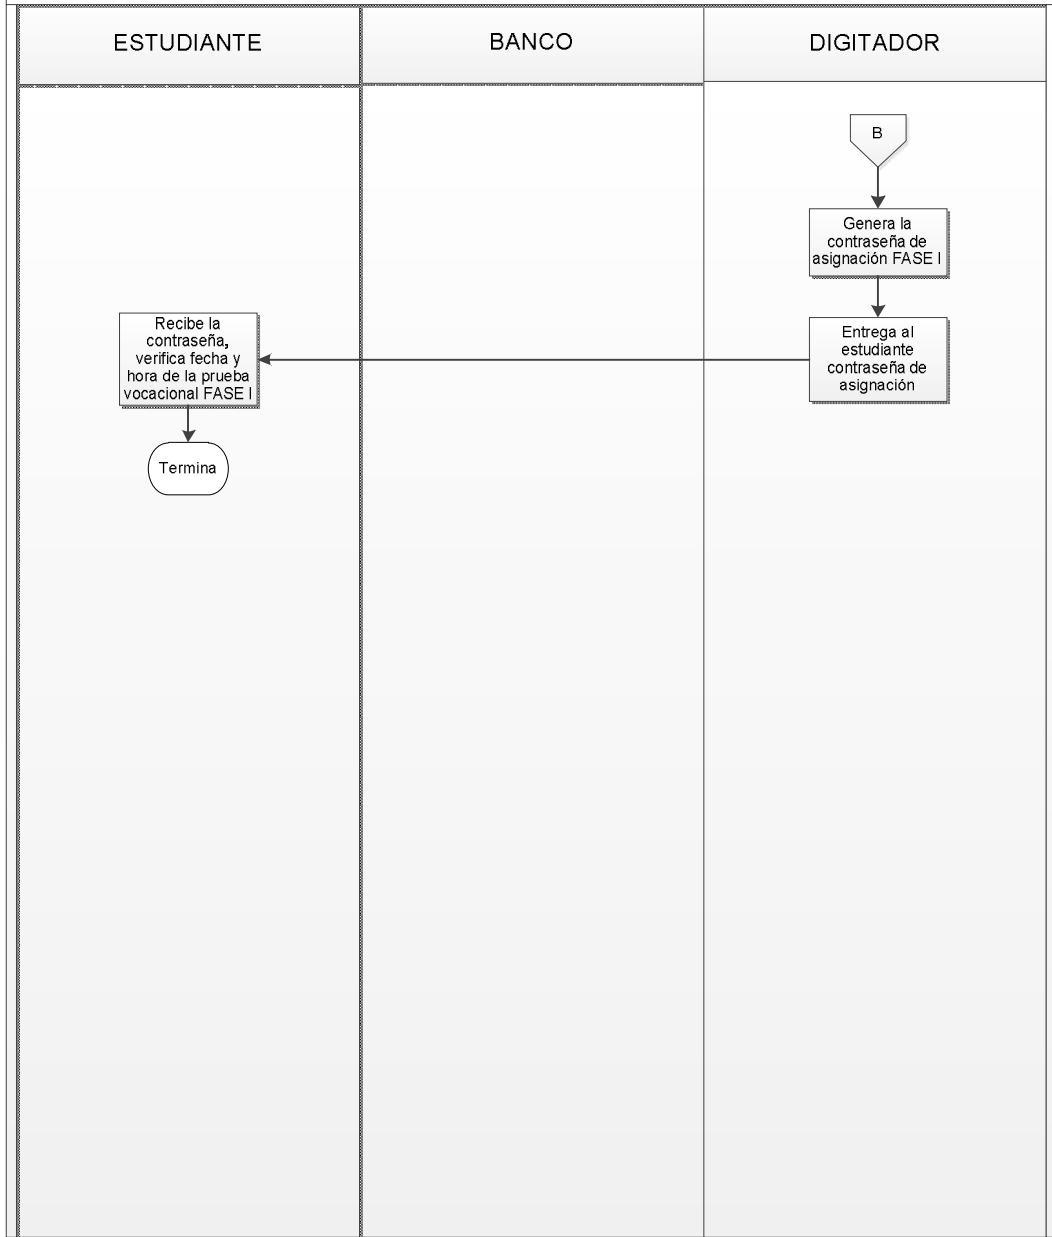 ESTUDIANTE
BANCO
DIGITADOR
B
Genera la
contraseña de
asignación FASE I
Entrega al
estudiante
contraseña de
asignación
Recibe la
contraseña,
verifica fecha y
hora de la prueba
vocacional FASE I
Termina